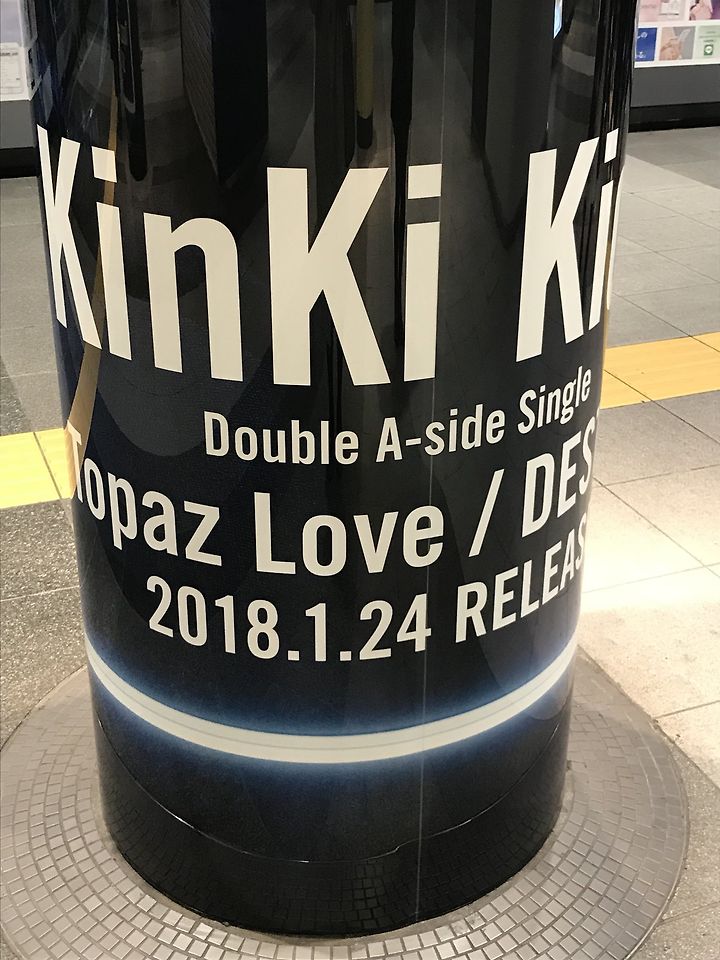 KinKi Ki
Double A-side Single
Topaz Love / DES
2018.1.24 RELEAS